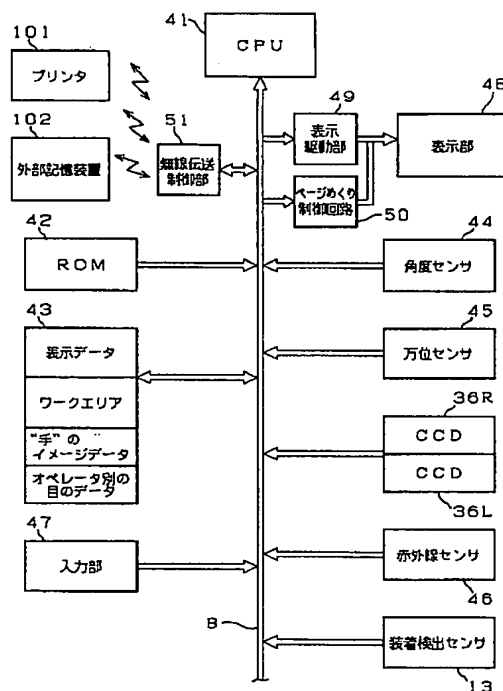 101
プリンタ
102
外部記憶装置
41
CPU
51
無線伝送
制御部
49
表示
駆動部
48
表示部
ページめくり
制御回路
50
42
ROM
44
角度センサ
43
表示データ
ワークエリア
"手"の
イメージデータ
オペレータ別の
目のデータ
45
万位センサ
36R
CCD
CCD
36L
47
入力部
赤外線センサ
46
B
装着検出センサ
13